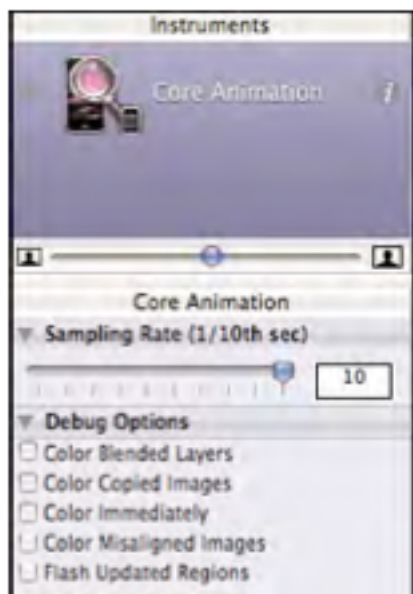 Instruments
Core Animation
i
Core Animation
Sampling Rate (1/10th sec)
10
Debug Options
Color Blended Layers
Color Copied Images
Color Immediately
Color Misaligned Images
Flash Updated Regions